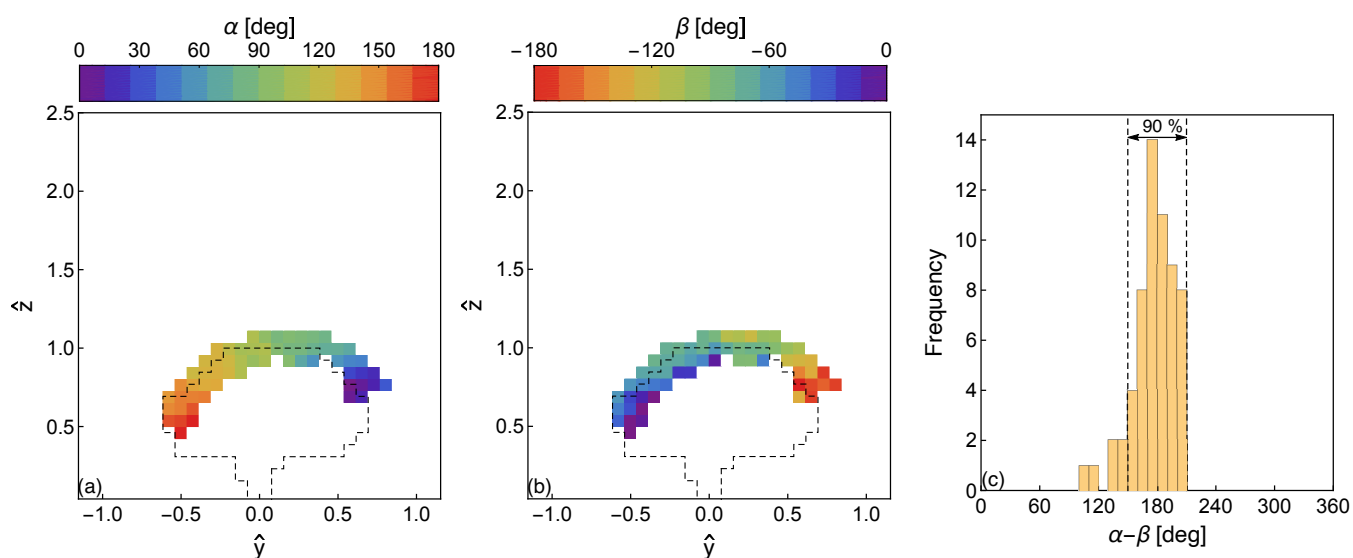 α [deg]
0 30 60 90 120 150 180
2.5
2.0
1.5
1.0
0.5
ẑ
(a)
−1.0 −0.5 0.0 0.5 1.0
ŷ
β [deg]
−180 −120 −60 0
2.5
2.0
1.5
1.0
0.5
ẑ
(b)
−1.0 −0.5 0.0 0.5 1.0
ŷ
90 %
14
12
10
8
6
4
2
0
Frequency
(c)
0 60 120 180 240 300 360
α−β [deg]